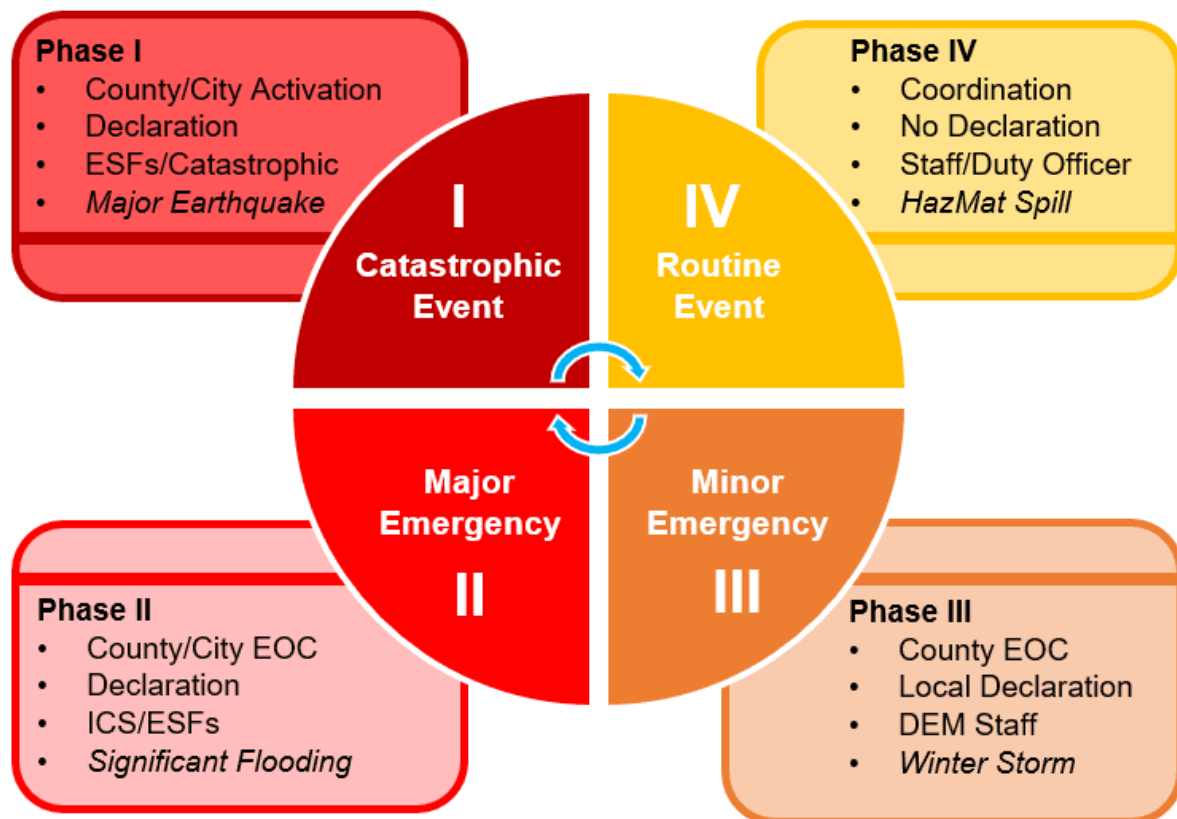 Phase I
• County/City Activation
• Declaration
• ESFs/Catastrophic
• Major Earthquake
Phase IV
• Coordination
• No Declaration
• Staff/Duty Officer
• HazMat Spill
I
Catastrophic
Event
IV
Routine
Event
Major
Emergency
II
Minor
Emergency
III
Phase II
• County/City EOC
• Declaration
• ICS/ESFs
• Significant Flooding
Phase III
• County EOC
• Local Declaration
• DEM Staff
• Winter Storm